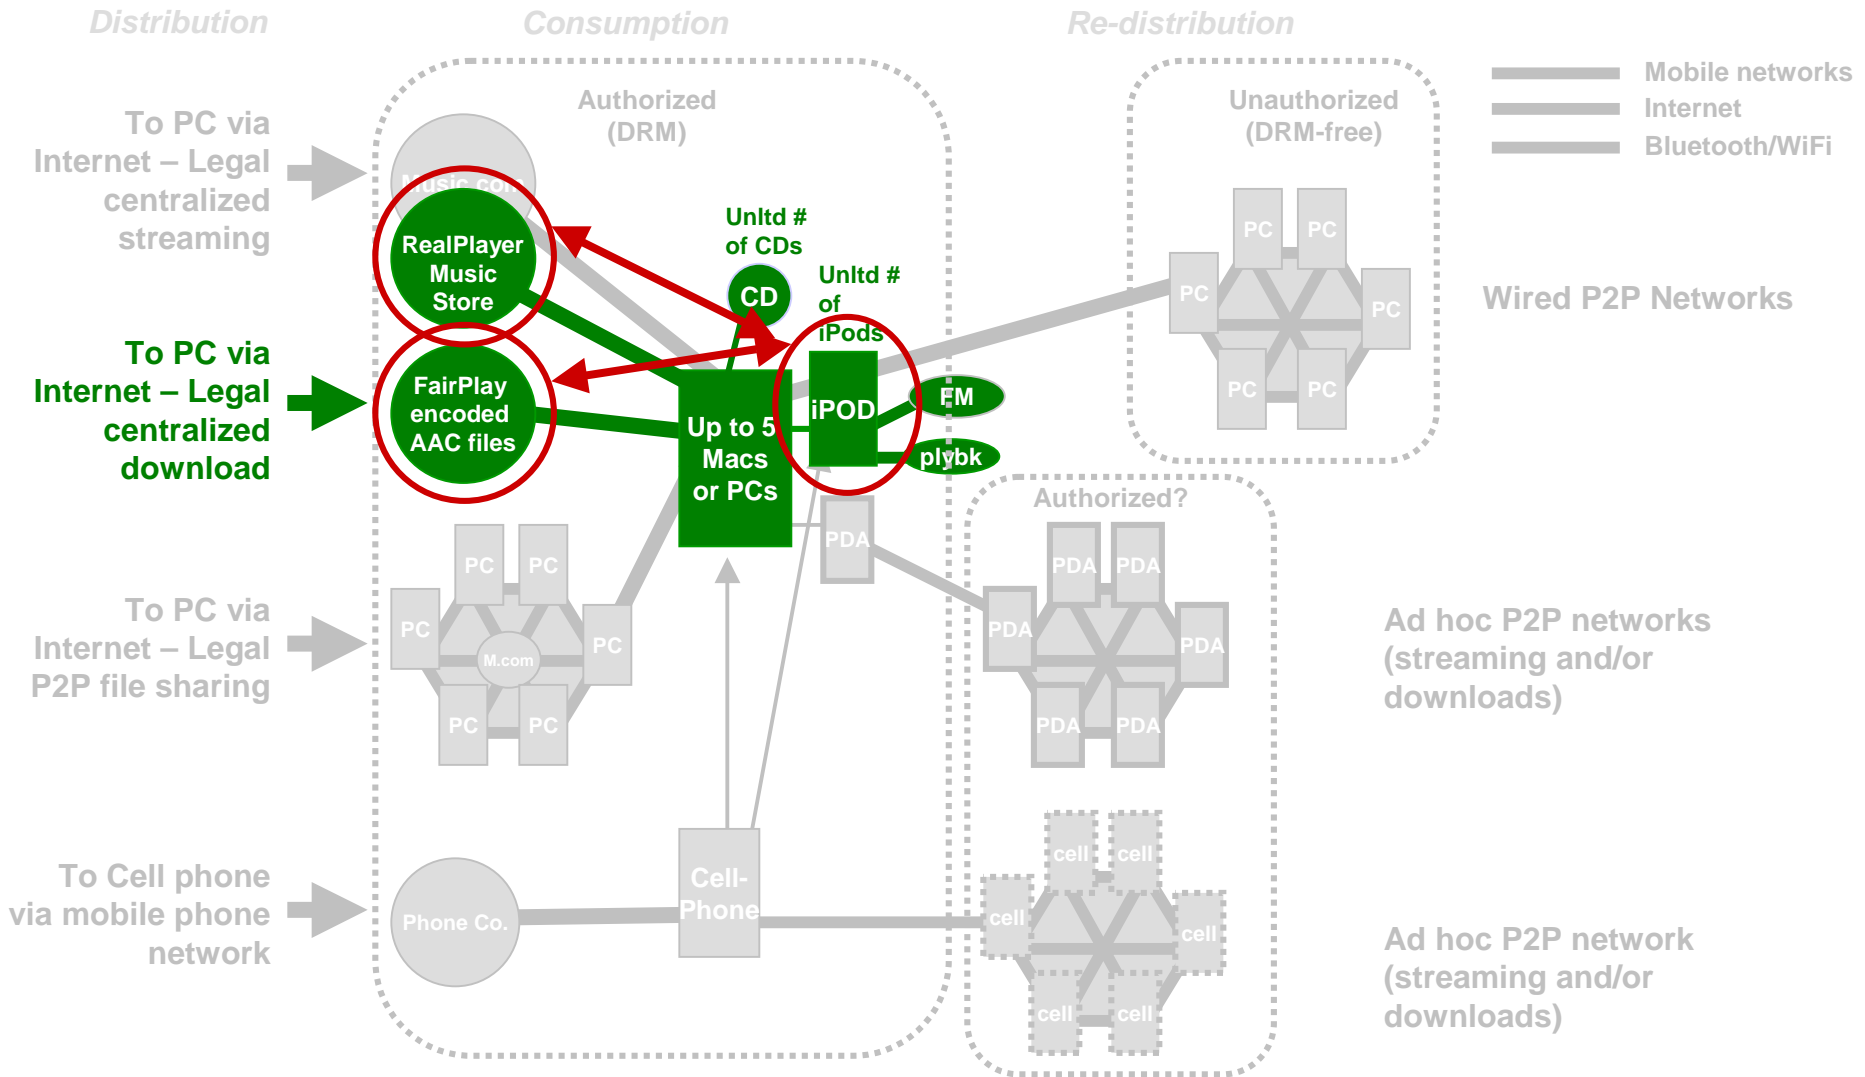 Distribution
Consumption
Re-distribution
Mobile networks
Internet
Bluetooth/WiFi
Authorized
(DRM)
Unauthorized
(DRM-free)
To PC via
Internet – Legal
centralized
streaming
Music.com
RealPlayer
Music
Store
Unltd #
of CDs
CD
Unltd #
of
iPods
PC
PC
PC
PC
PC
PC
Wired P2P Networks
To PC via
Internet – Legal
centralized
download
FairPlay
encoded
AAC files
Up to 5
Macs
or PCs
iPOD
FM
plybk
PDA
Authorized?
To PC via
Internet – Legal
P2P file sharing
PC
PC
PC
PC
M.com
PC
PC
PDA
PDA
PDA
PDA
PDA
PDA
Ad hoc P2P networks
(streaming and/or
downloads)
To Cell phone
via mobile phone
network
Phone Co.
Cell-
Phone
cell
cell
cell
cell
cell
cell
Ad hoc P2P network
(streaming and/or
downloads)